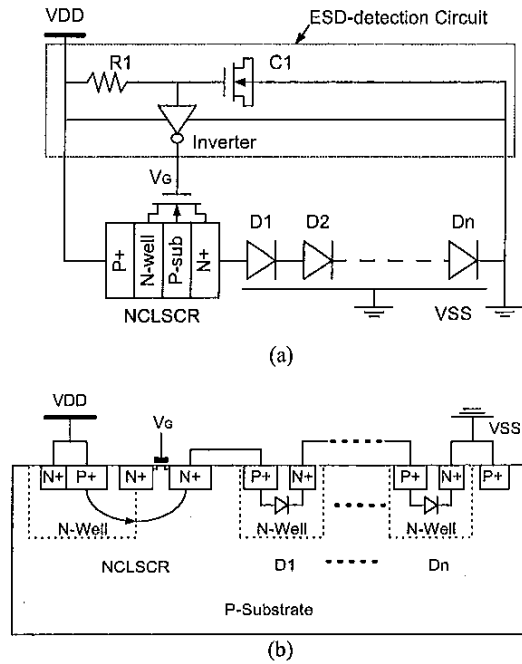 VDD
ESD-detection Circuit
R1
C1
Inverter
VG
D1 D2 Dn
P+ N-well P-sub N+
NCLSCR
VSS
(a)
VDD
VG
VSS
N+ P+ N+ N+ P+ N+ P+ N+ P+
N-Well N-Well N-Well
NCLSCR D1 Dn
P-Substrate
(b)